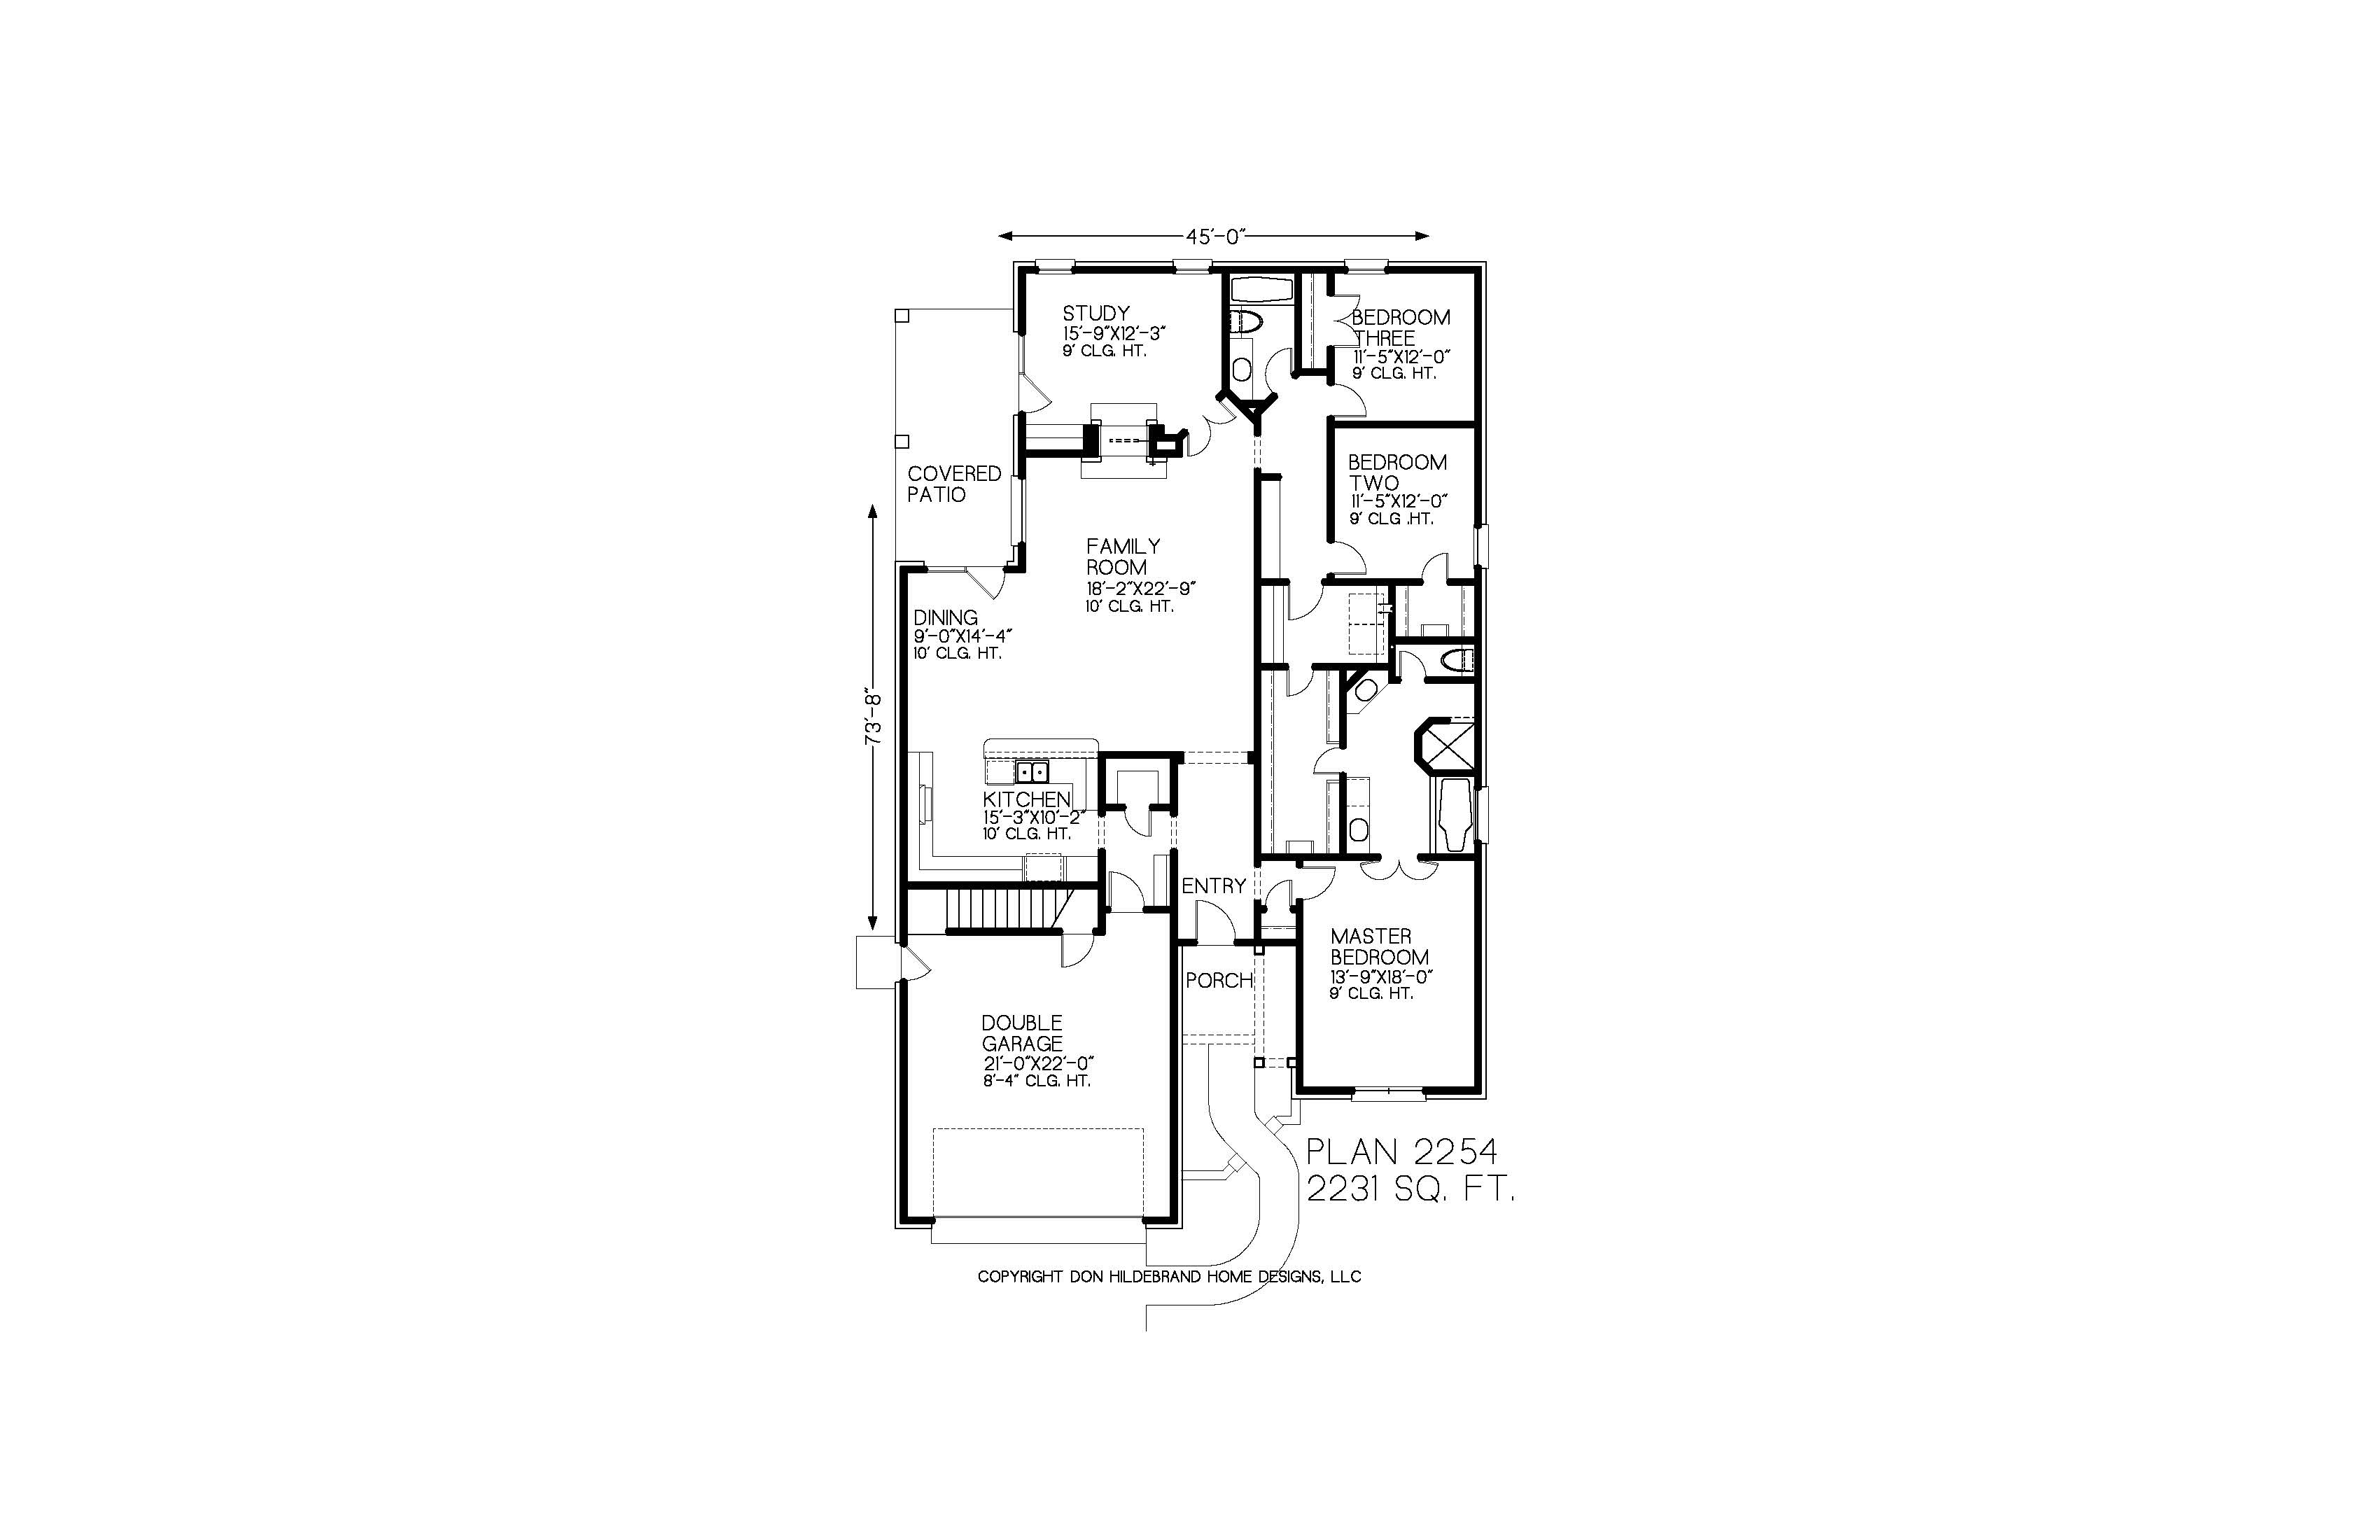 45'-0"
STUDY
15'-9"X12'-3"
9' CLG. HT.
BEDROOM
THREE
11'-5"X12'-0"
9' CLG. HT.
COVERED
PATIO
BEDROOM
TWO
11'-5"X12'-0"
9' CLG .HT.
FAMILY
ROOM
18'-2"X22'-9"
10' CLG. HT.
DINING
9'-0"X14'-4"
10' CLG. HT.
73'-8"
KITCHEN
15'-3"X10'-2"
10' CLG. HT.
ENTRY
MASTER
BEDROOM
13'-9"X18'-0"
9' CLG. HT.
PORCH
DOUBLE
GARAGE
21'-0"X22'-0"
8'-4" CLG. HT.
PLAN 2254
2231 SQ. FT.
COPYRIGHT DON HILDEBRAND HOME DESIGNS, LLC